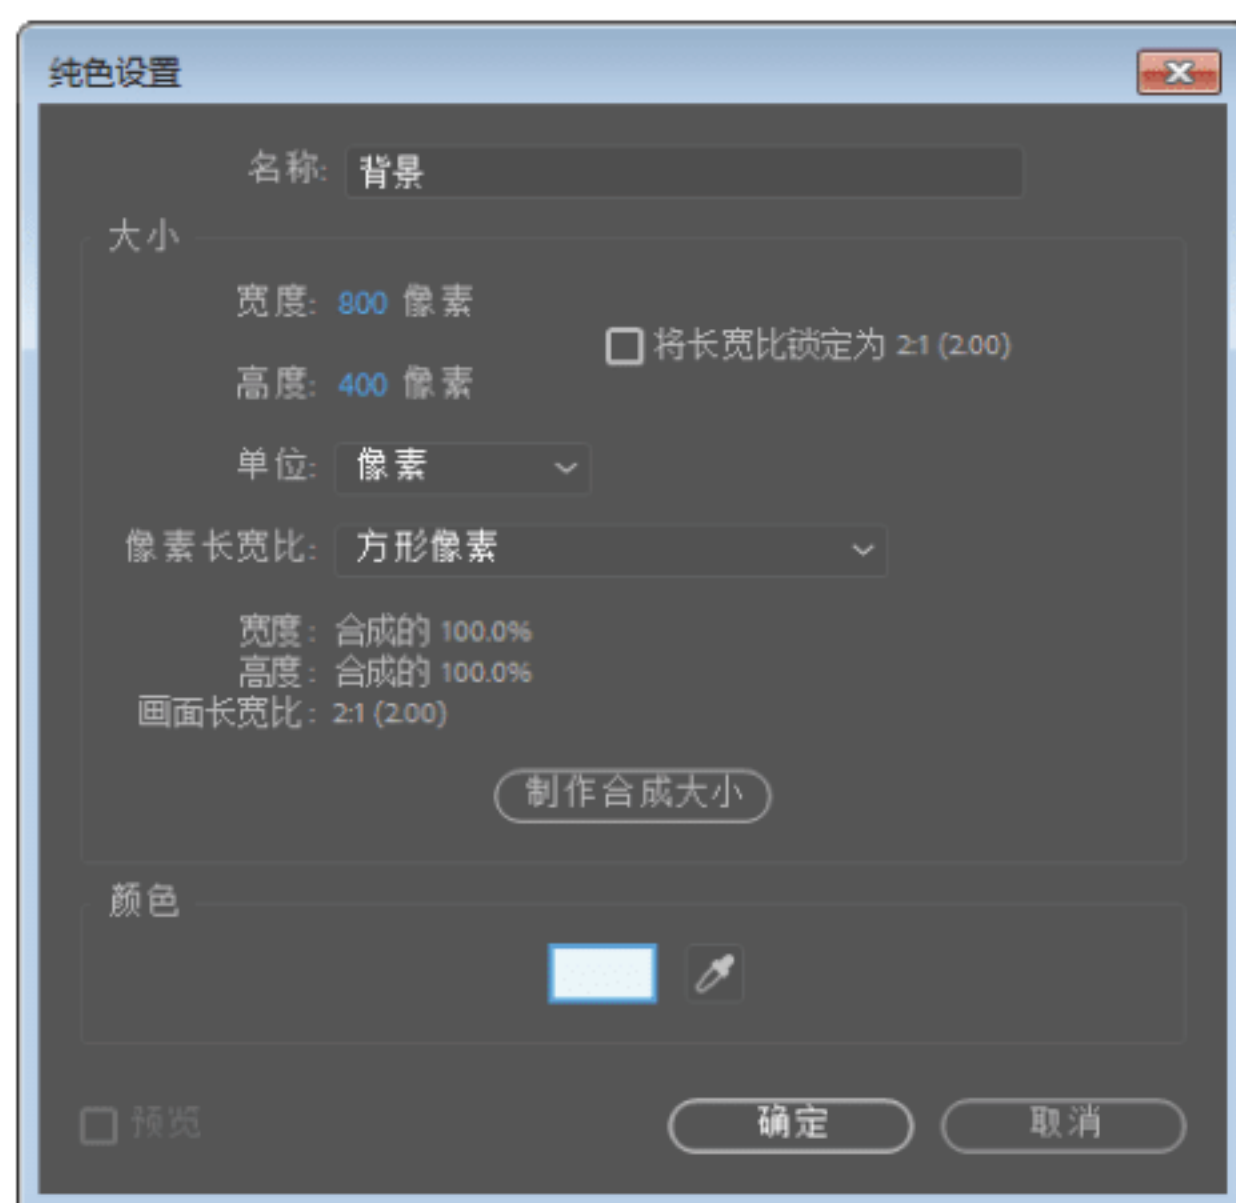 纯色设置
名称: 背景
大小
宽度: 800 像素
将长宽比锁定为 2:1 (2.00)
高度: 400 像素
单位: 像素
像素长宽比: 方形像素
宽度: 合成的 100.0%
高度: 合成的 100.0%
画面长宽比: 2:1 (2.00)
制作合成大小
颜色
预览
确定
取消